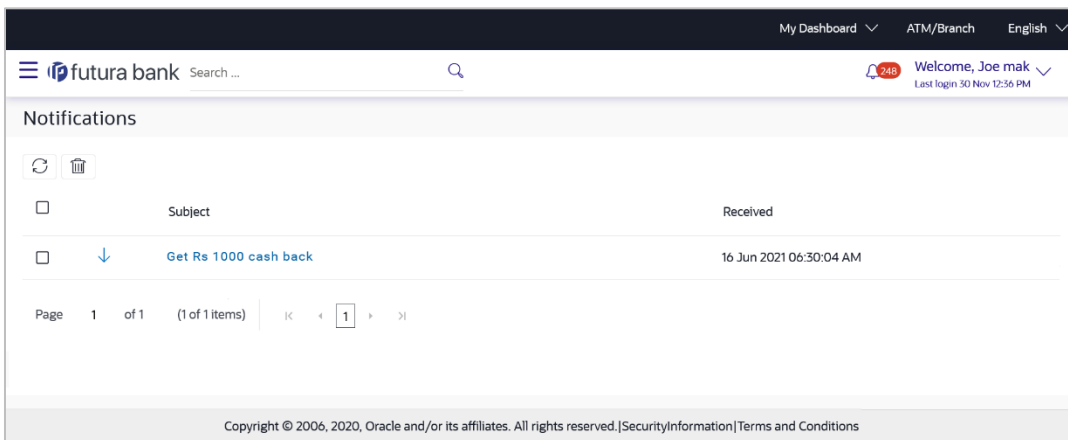 My Dashboard ATM/Branch English
futura bank Search ... 248 Welcome, Joe mak
Last login 30 Nov 12:36 PM
Notifications
Subject Received
Get Rs 1000 cash back 16 Jun 2021 06:30:04 AM
Page 1 of 1 (1 of 1 items) 1
Copyright © 2006, 2020, Oracle and/or its affiliates. All rights reserved.|SecurityInformation|Terms and Conditions